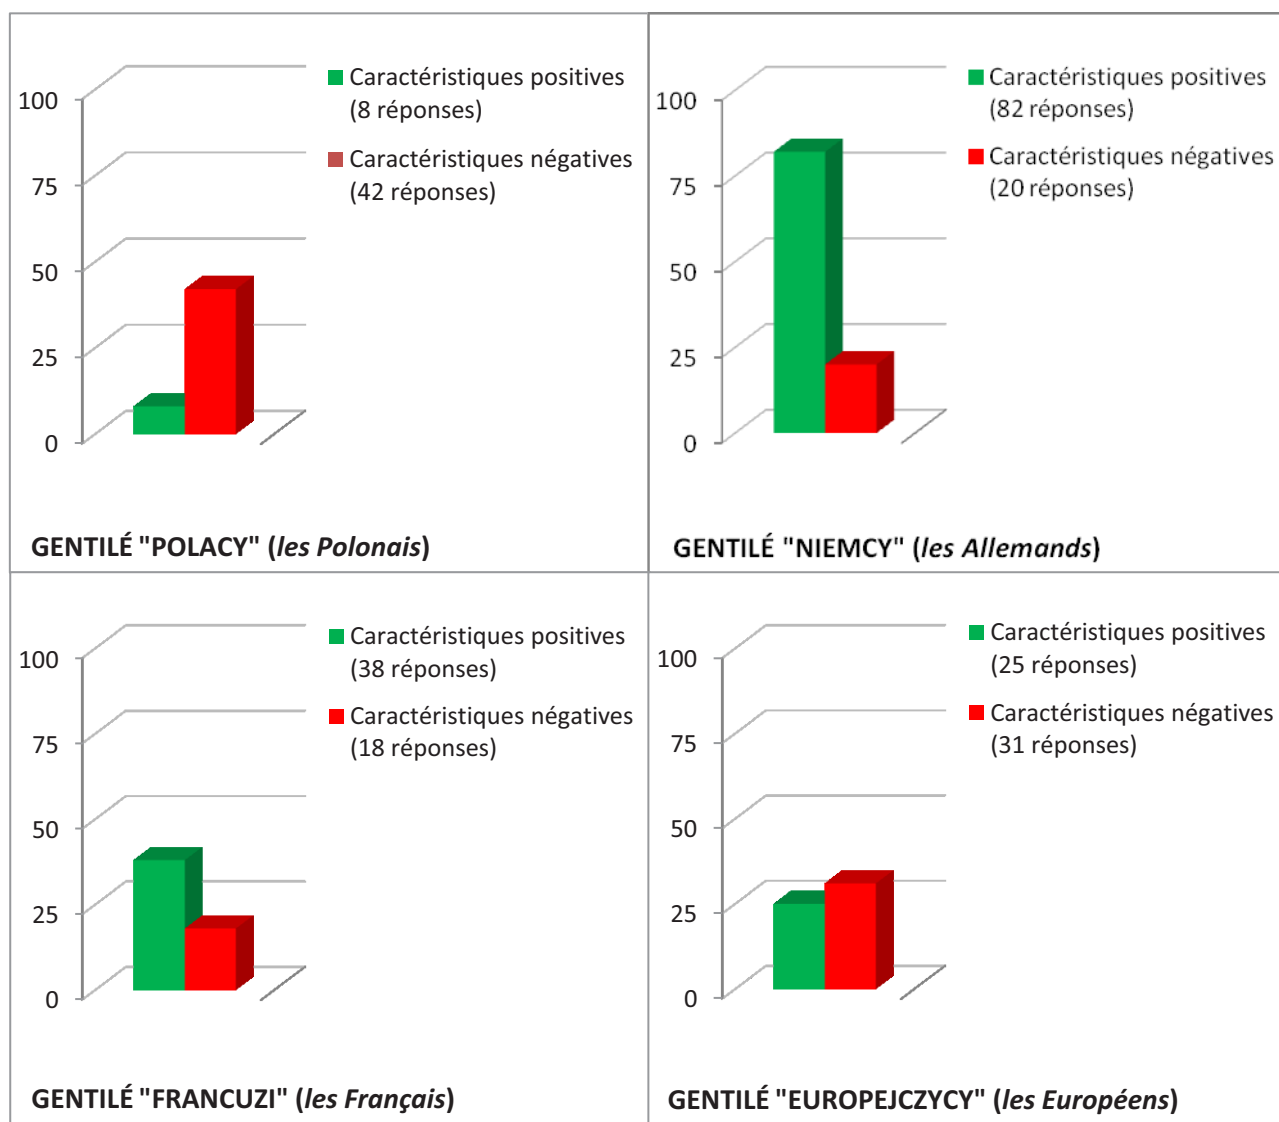 100
75
50
25
0
Caractéristiques positives
(8 réponses)
Caractéristiques négatives
(42 réponses)
GENTILÉ "POLACY" (les Polonais)
100
75
50
25
0
Caractéristiques positives
(82 réponses)
Caractéristiques négatives
(20 réponses)
GENTILÉ "NIEMCY" (les Allemands)
100
75
50
25
0
Caractéristiques positives
(38 réponses)
Caractéristiques négatives
(18 réponses)
GENTILÉ "FRANCUZI" (les Français)
100
75
50
25
0
Caractéristiques positives
(25 réponses)
Caractéristiques négatives
(31 réponses)
GENTILÉ "EUROPEJCZYCY" (les Européens)